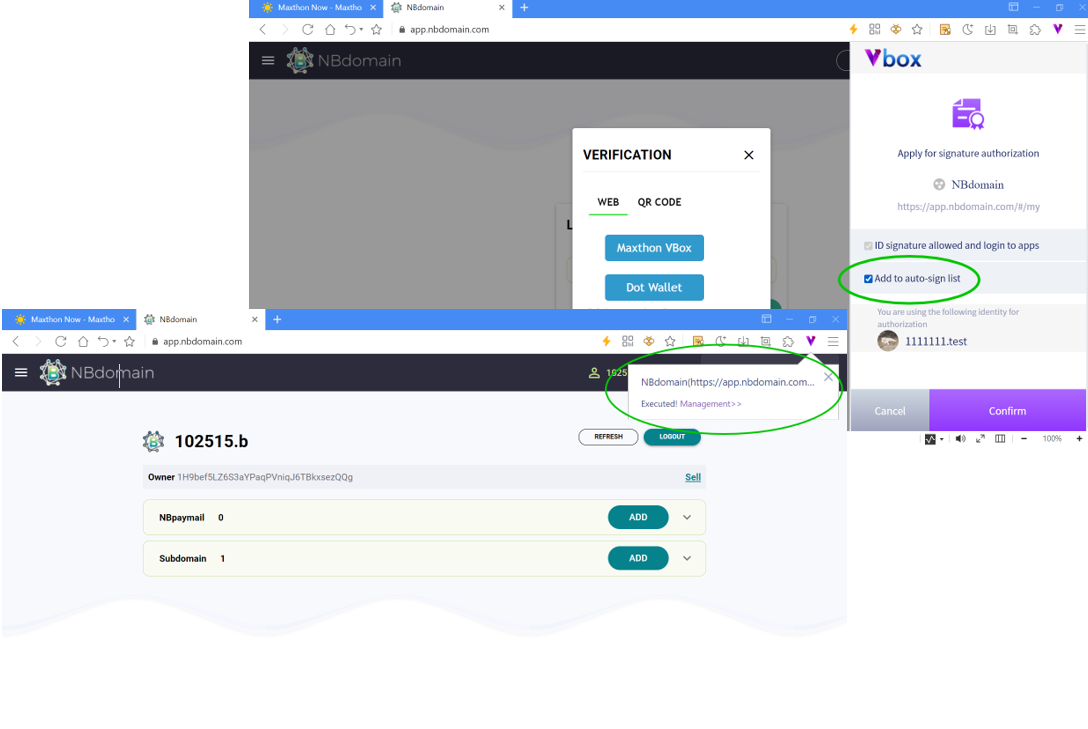 Maxthon Now - Maxtho
NBdomain
app.nbdomain.com
NBdomain
VERIFICATION
WEB QR CODE
Maxthon VBox
Dot Wallet
Vbox
Apply for signature authorization
NBdomain
https://app.nbdomain.com/#/my
ID signature allowed and login to apps
Add to auto-sign list
You are using the following identity for
authorization
1111111.test
Cancel Confirm
100%
Maxthon Now - Maxtho
NBdomain
app.nbdomain.com
NBdomain
1025
NBdomain(https://app.nbdomain.com...
Executed! Management>>
102515.b
REFRESH LOGOUT
Owner 1H9bef5LZ6S3aYPaqPVniqJ6TBkxsezQQg Sell
NBpaymail 0 ADD
Subdomain 1 ADD